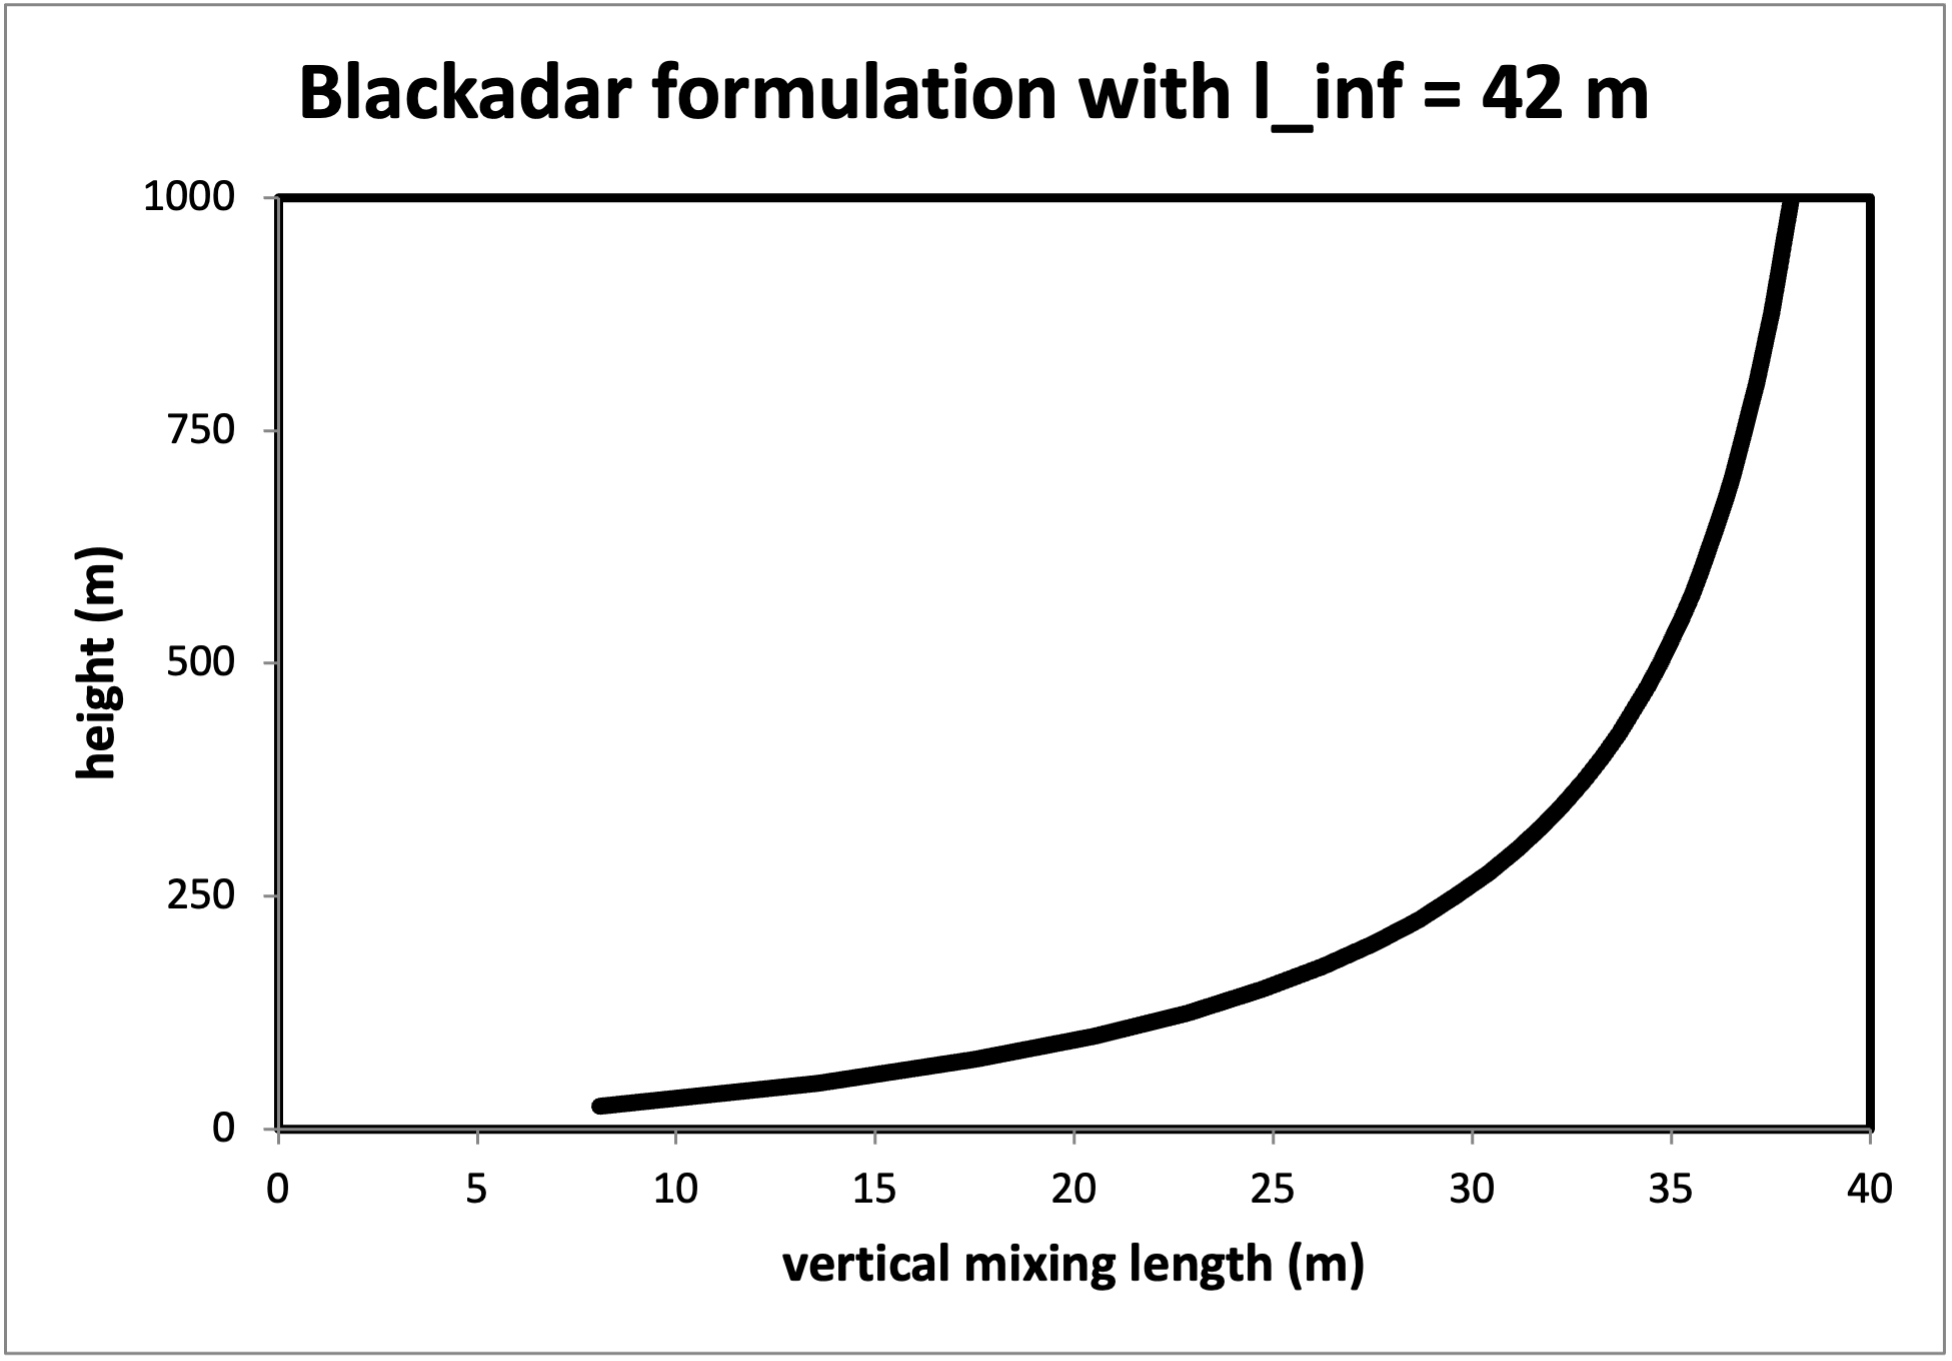 Blackadar formulation with l_inf = 42 m
1000
750
500
250
0
height (m)
0 5 10 15 20 25 30 35 40
vertical mixing length (m)